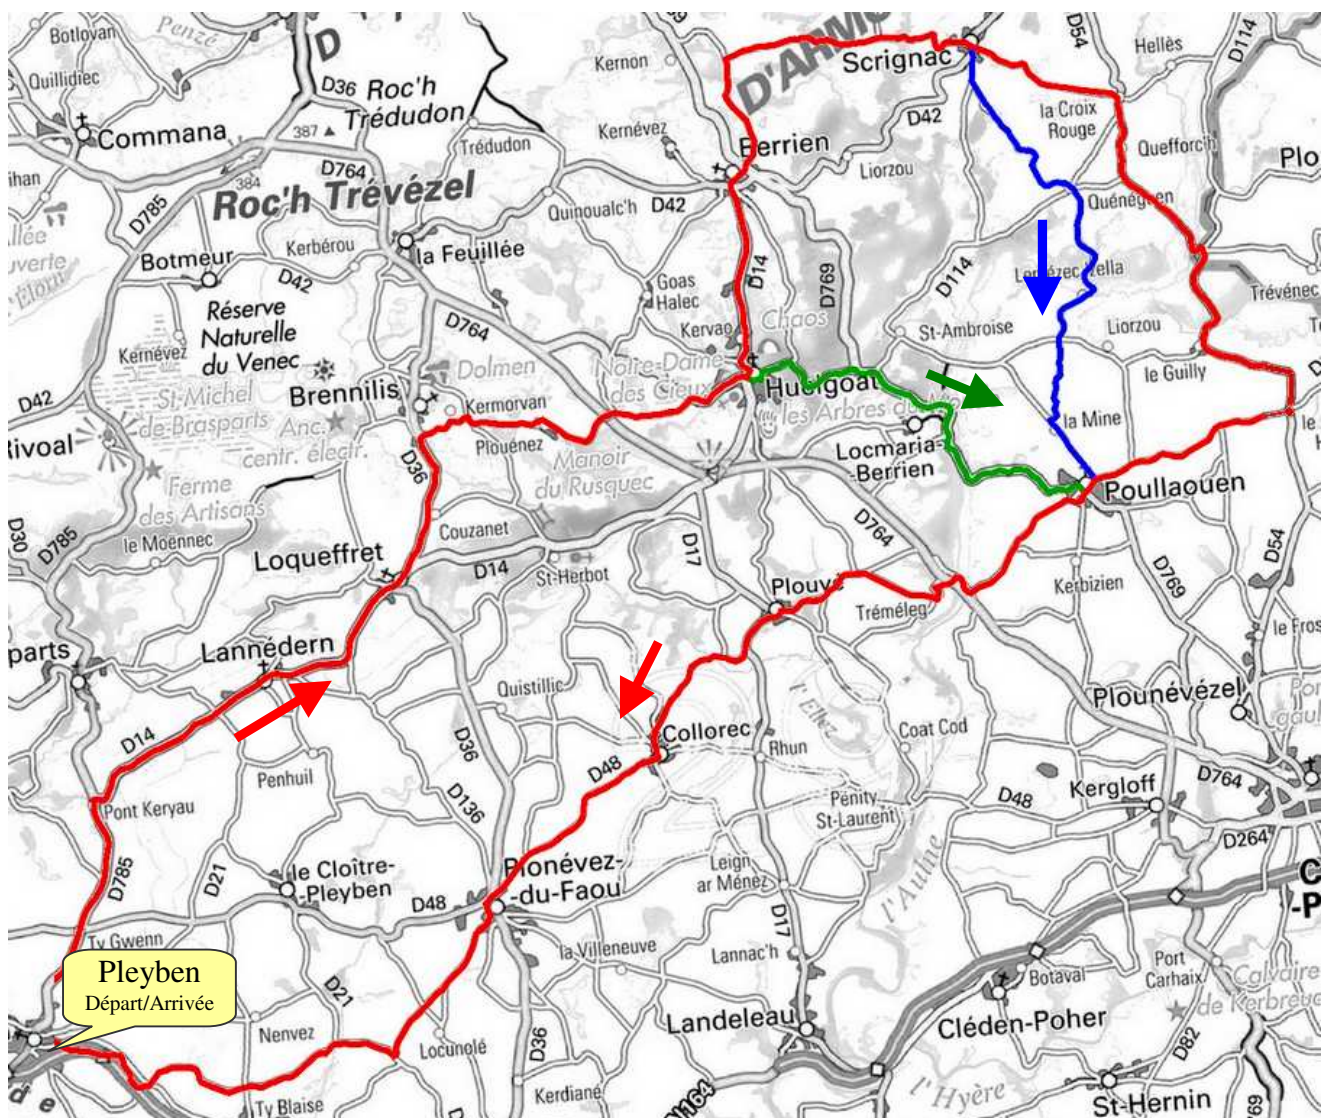 Botlovan
Penzé
D
D'ARMO
D54
Hellès
D114
Quillidiec
D36
Roc'h
Trédudon
Kernon
Scrignac
Commana
387
Trédudon
Kernévez
Berrien
D42
la Croix
Rouge
Quefforc'h
Plo
384
D764
Roc'h Trévézel
Liorzou
D785
Quinoualc'h
D42
Botmeur
Kerbérou
la Feuillée
D42
Goas
Halec
D14
D769
D114
Trévénec
Réserve
Naturelle
du Venec
D764
Kervao
Chaos
St-Ambroise
Liorzou
Kernévez
Dolmen
Notre-Dame
des Cieux
Huelgoat
le Guilly
D42
St-Michel
de-Brasparts
Brennilis
Kermorvan
les Arbres du
la Mine
Rivoal
Anc.
centr. électr.
Plouénez
Manoir
du Rusquec
Locmaria-
-Berrien
D36
Ferme
des Artisans
Poullaouen
D30
D785
le Moënnec
Couzanet
D764
D54
Loqueffret
D14
St-Herbot
D17
Plouyé
Kerbizien
D769
Tréméleg
parts
Lannédern
Quistillic
l'Ellez
Plounévézel
D14
D36
Collorec
Rhun
Coat Cod
Penhuil
D48
D764
Pont Keryau
D136
Pénity
St-Laurent
D48
Kergloff
D264
D785
D21
le Cloître-
-Pleyben
Plonévez-
-du-Faou
Leign
ar Ménez
l'Aulne
D48
Ty Gwenn
la Villeneuve
D17
Lannac'h
Botaval
Port
Carhaix
Calvaire
de Kerbreud
Pleyben
Départ/Arrivée
D21
Nenvez
Locunolé
D36
Landeleau
Cléden-Poher
D82
Ty Blaise
Kerdiané
N164
l'Hyère
St-Hernin